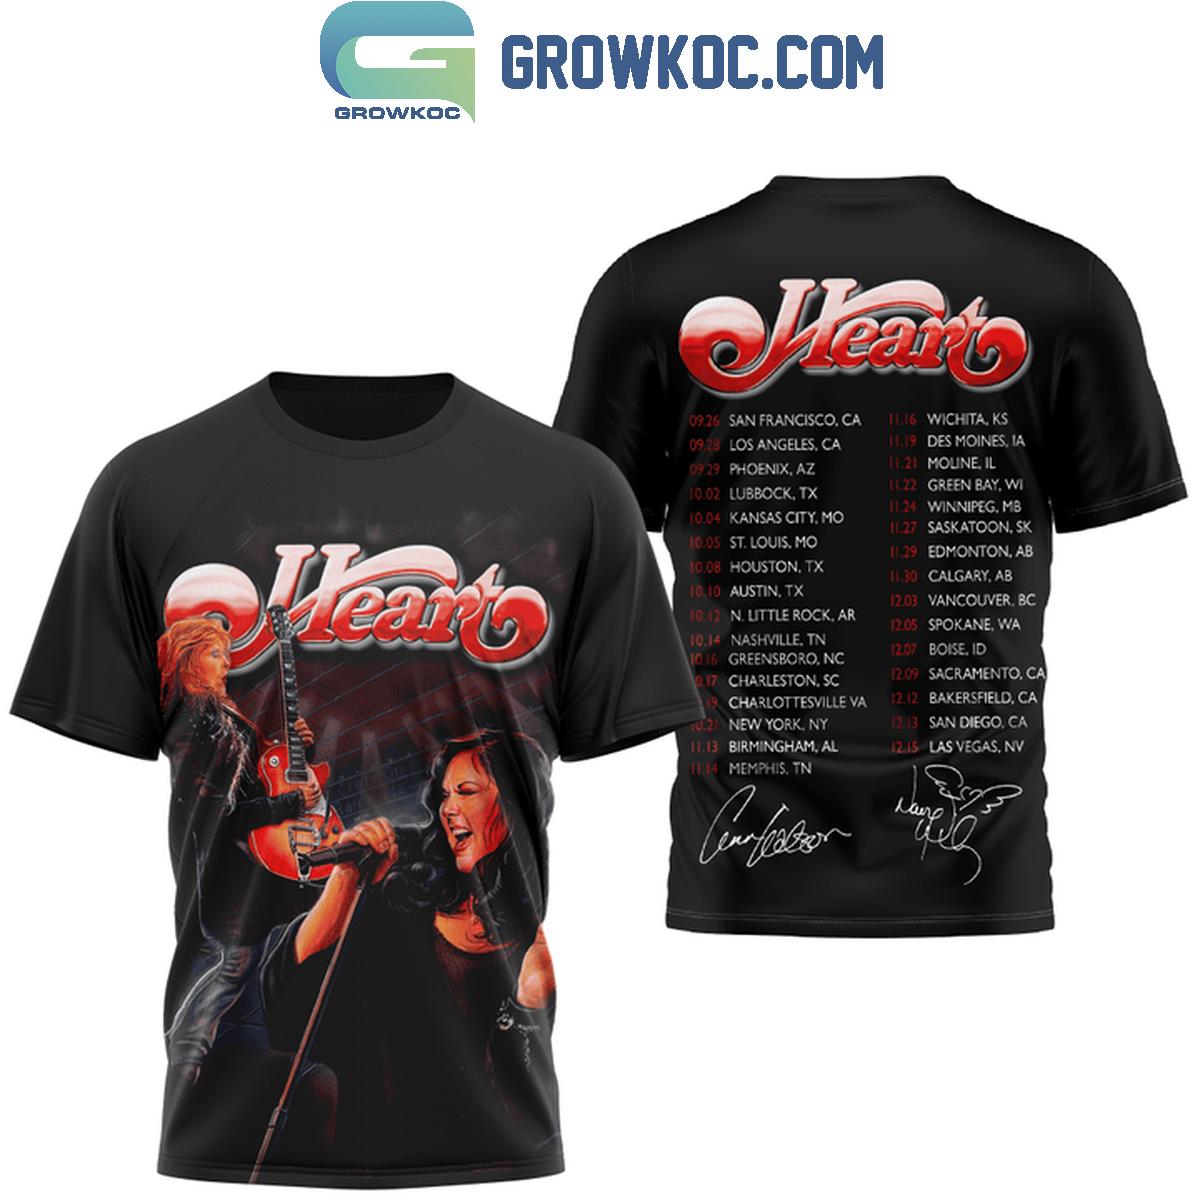 GROWKOC
GROWKOC.COM
Heart
Heart
09.26 SAN FRANCISCO, CA
09.28 LOS ANGELES, CA
09.29 PHOENIX, AZ
10.02 LUBBOCK, TX
10.04 KANSAS CITY, MO
10.05 ST. LOUIS, MO
10.08 HOUSTON, TX
10.10 AUSTIN, TX
10.12 N. LITTLE ROCK, AR
10.14 NASHVILLE, TN
10.16 GREENSBORO, NC
0.17 CHARLESTON, SC
19 CHARLOTTESVILLE VA
0.21 NEW YORK, NY
11.13 BIRMINGHAM, AL
11.14 MEMPHIS, TN
11.16 WICHITA, KS
11.19 DES MOINES, IA
11.21 MOLINE, IL
11.22 GREEN BAY, WI
11.24 WINNIPEG, MB
11.27 SASKATOON, SK
11.29 EDMONTON, AB
11.30 CALGARY, AB
12.03 VANCOUVER, BC
12.05 SPOKANE, WA
12.07 BOISE, ID
12.09 SACRAMENTO, CA
12.12 BAKERSFIELD, CA
12.13 SAN DIEGO, CA
12.15 LAS VEGAS, NV
Ann Wilson